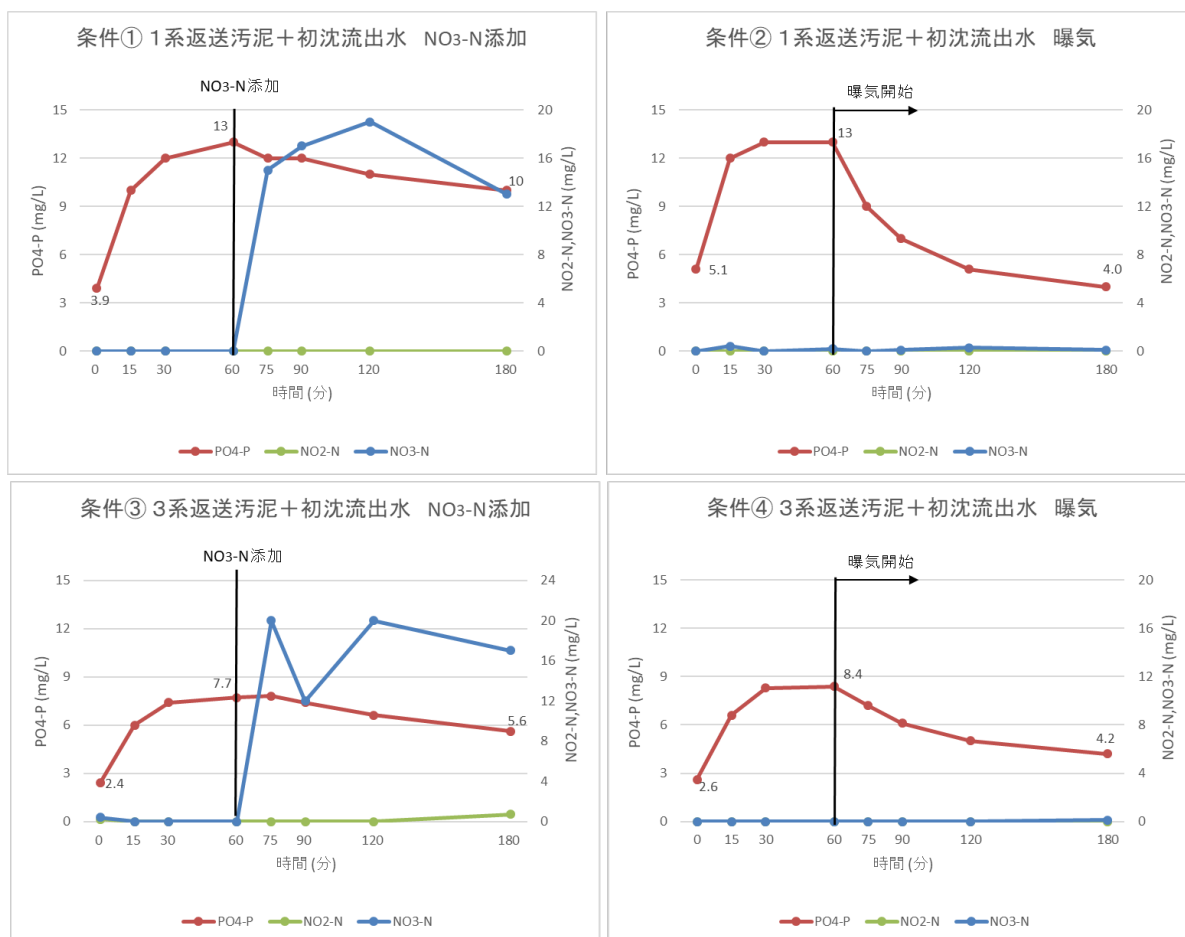 条件① 1系返送汚泥+初沈流出水 NO3-N添加
NO3-N添加
PO4-P (mg/L)
15
12
9
6
3
0
20
16
12
8
4
0
NO2-N,NO3-N (mg/L)
13
10
3.9
0 15 30 60 75 90 120 180
時間 (分)
PO4-P NO2-N NO3-N
条件② 1系返送汚泥+初沈流出水 曝気
曝気開始
PO4-P (mg/L)
15
12
9
6
3
0
20
16
12
8
4
0
NO2-N,NO3-N (mg/L)
13
5.1
4.0
0 15 30 60 75 90 120 180
時間 (分)
PO4-P NO2-N NO3-N
条件③ 3系返送汚泥+初沈流出水 NO3-N添加
NO3-N添加
PO4-P (mg/L)
15
12
9
6
3
0
24
20
16
12
8
4
0
NO2-N,NO3-N (mg/L)
7.7
5.6
2.4
0 15 30 60 75 90 120 180
時間 (分)
PO4-P NO2-N NO3-N
条件④ 3系返送汚泥+初沈流出水 曝気
曝気開始
PO4-P (mg/L)
15
12
9
6
3
0
20
16
12
8
4
0
NO2-N,NO3-N (mg/L)
8.4
4.2
2.6
0 15 30 60 75 90 120 180
時間 (分)
PO4-P NO2-N NO3-N